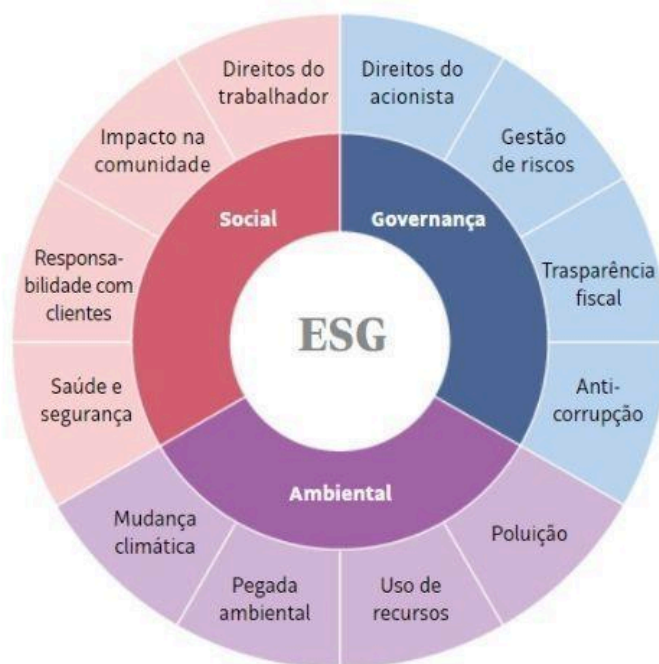 Direitos do
trabalhador
Direitos do
acionista
Impacto na
comunidade
Gestão
de riscos
Social
Governança
Responsa-
bilidade com
clientes
Trasparência
fiscal
ESG
Saúde e
segurança
Anti-
corrupção
Ambiental
Mudança
climática
Poluição
Pegada
ambiental
Uso de
recursos